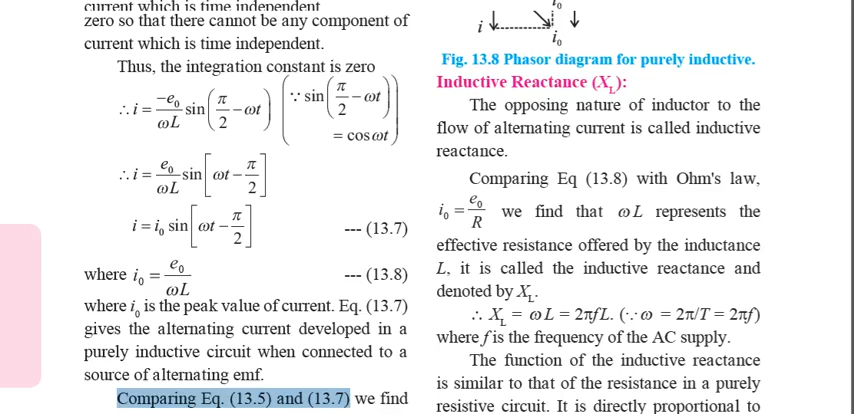 current which is time independent
zero so that there cannot be any component of
current which is time independent.
Thus, the integration constant is zero
∴ i = −e₀/ωL sin(π/2 − ωt) (∵ sin(π/2 − ωt) = cos ωt)
∴ i = e₀/ωL sin[ωt − π/2]
i = i₀ sin[ωt − π/2] --- (13.7)
where i₀ = e₀/ωL --- (13.8)
where i₀ is the peak value of current. Eq. (13.7)
gives the alternating current developed in a
purely inductive circuit when connected to a
source of alternating emf.
Comparing Eq. (13.5) and (13.7) we find
i₀
i
i₀
Fig. 13.8 Phasor diagram for purely inductive.
Inductive Reactance (X_L):
The opposing nature of inductor to the
flow of alternating current is called inductive
reactance.
Comparing Eq (13.8) with Ohm's law,
i₀ = e₀/R we find that ωL represents the
effective resistance offered by the inductance
L, it is called the inductive reactance and
denoted by X_L.
∴ X_L = ωL = 2πfL. (∵ ω = 2π/T = 2πf)
where f is the frequency of the AC supply.
The function of the inductive reactance
is similar to that of the resistance in a purely
resistive circuit. It is directly proportional to